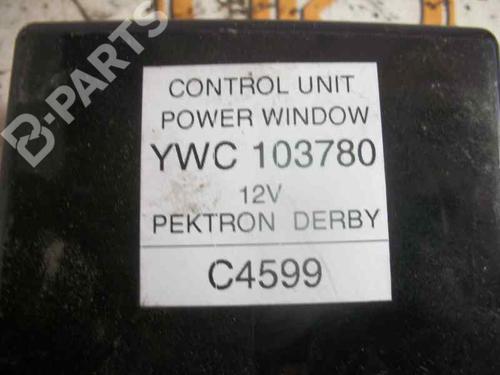 B-PARTS
CONTROL UNIT
POWER WINDOW
YWC 103780
12V
PEKTRON DERBY
C4599